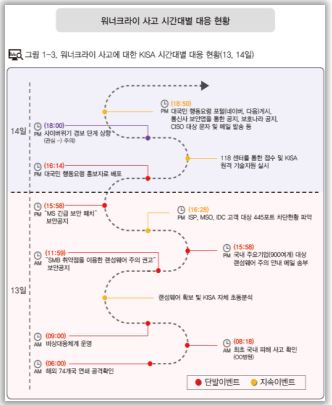 워너크라이 사고 시간대별 대응 현황
그림 1-3. 워너크라이 사고에 대한 KISA 시간대별 대응 현황(13, 14일)
14일
(18:50)
PM 대국민 행동요령 포털(네이버, 다음)게시,
통신사 보안앱을 통한 공지, 보호나라 공지,
CISO 대상 문자 및 메일 발송 등
(18:00)
PM 사이버위기 경보 단계 상향
(관심 → 주의)
118 센터를 통한 접수 및 KISA
원격 기술지원 실시
(16:14)
PM 대국민 행동요령 홍보자료 배포
13일
(15:58)
PM "MS 긴급 보안 패치"
보안공지
(16:28)
PM ISP, MSO, IDC 고객 대상 445포트 차단현황 파악
(15:58)
PM 국내 주요기업(900여개) 대상
랜섬웨어 주의 안내 메일 송부
(11:59)
AM "SMB 취약점을 이용한 랜섬웨어 주의 권고"
보안공지
랜섬웨어 확보 및 KISA 자체 초동분석
(09:00)
AM 비상대응체계 운영
(08:18)
AM 최초 국내 피해 사고 확인
(OO병원)
(06:00)
AM 해외 74개국 연쇄 공격확인
단발이벤트 지속이벤트